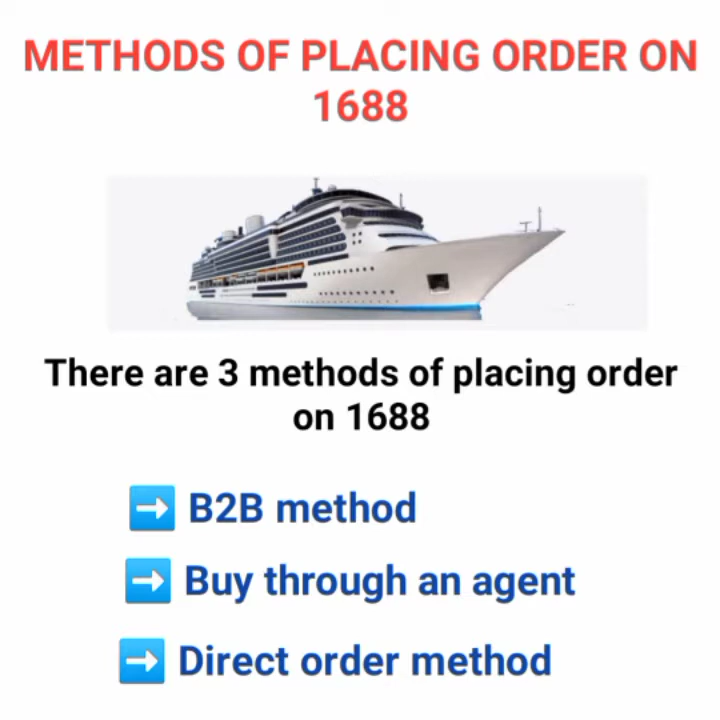 METHODS OF PLACING ORDER ON
1688
There are 3 methods of placing order
on 1688
➡️ B2B method
➡️ Buy through an agent
➡️ Direct order method